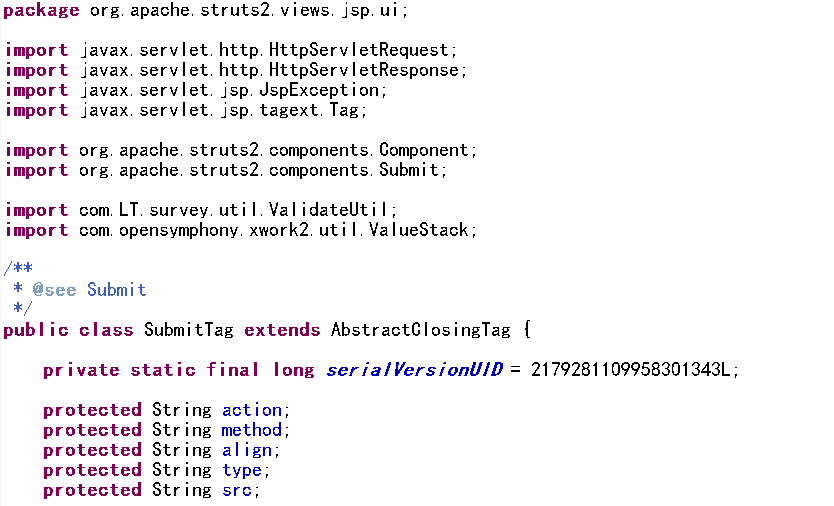 package org.apache.struts2.views.jsp.ui;
import javax.servlet.http.HttpServletRequest;
import javax.servlet.http.HttpServletResponse;
import javax.servlet.jsp.JspException;
import javax.servlet.jsp.tagext.Tag;
import org.apache.struts2.components.Component;
import org.apache.struts2.components.Submit;
import com.LT.survey.util.ValidateUtil;
import com.opensymphony.xwork2.util.ValueStack;
/**
 * @see Submit
 */
public class SubmitTag extends AbstractClosingTag {
    private static final long serialVersionUID = 2179281109958301343L;
    protected String action;
    protected String method;
    protected String align;
    protected String type;
    protected String src;